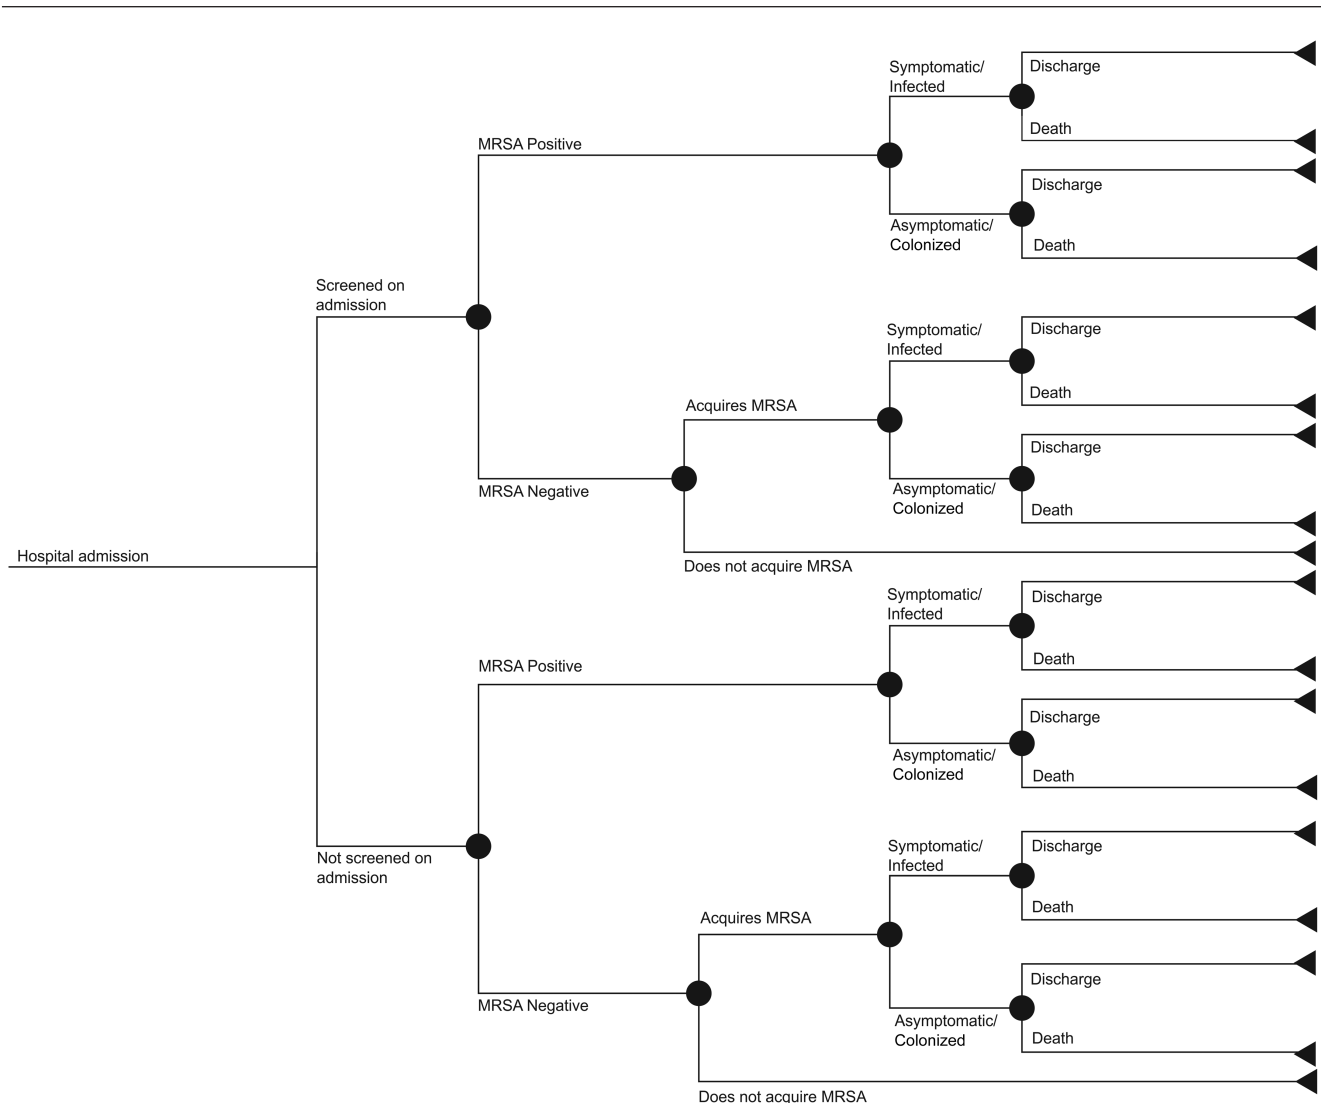 Symptomatic/
Infected
Discharge
Death
MRSA Positive
Discharge
Asymptomatic/
Colonized
Death
Screened on
admission
Symptomatic/
Infected
Discharge
Death
Acquires MRSA
Discharge
MRSA Negative
Asymptomatic/
Colonized
Death
Hospital admission
Does not acquire MRSA
Symptomatic/
Infected
Discharge
Death
MRSA Positive
Discharge
Asymptomatic/
Colonized
Death
Not screened on
admission
Symptomatic/
Infected
Discharge
Death
Acquires MRSA
Discharge
MRSA Negative
Asymptomatic/
Colonized
Death
Does not acquire MRSA